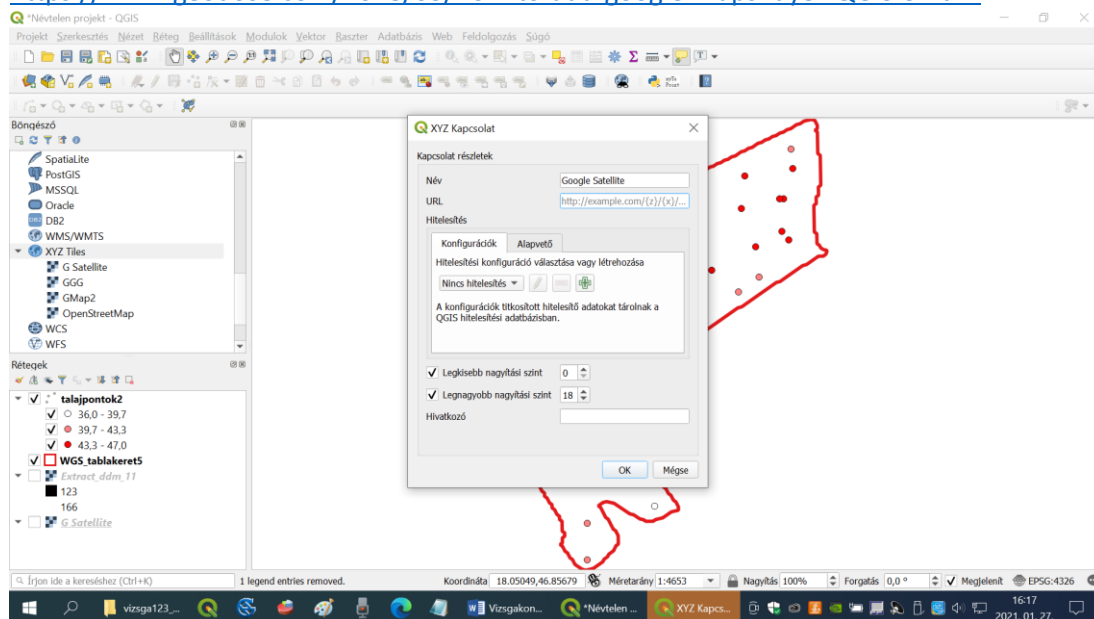 *Névtelen projekt - QGIS
Projekt Szerkesztés Nézet Réteg Beállítások Modulok Vektor Raszter Adatbázis Web Feldolgozás Súgó
Böngésző
SpatiaLite
PostGIS
MSSQL
Oracle
DB2
WMS/WMTS
XYZ Tiles
G Satellite
GGG
GMap2
OpenStreetMap
WCS
WFS
Rétegek
talajpontok2
36,0 - 39,7
39,7 - 43,3
43,3 - 47,0
WGS_tablakeret5
Extract_ddm_11
123
166
G Satellite
XYZ Kapcsolat
Kapcsolat részletek
Név Google Satellite
URL http://example.com/{z}/{x}/...
Hitelesítés
Konfigurációk Alapvető
Hitelesítési konfiguráció választása vagy létrehozása
Nincs hitelesítés
A konfigurációk titkosított hitelesítő adatokat tárolnak a
QGIS hitelesítési adatbázisban.
Legkisebb nagyítási szint 0
Legnagyobb nagyítási szint 18
Hivatkozó
OK Mégse
Írjon ide a kereséshez (Ctrl+K) 1 legend entries removed. Koordináta 18.05049,46.85679 Méretarány 1:4653 Nagyítás 100% Forgatás 0,0 ° Megjelenít EPSG:4326
vizsga123_... Vizsgakon... *Névtelen ... XYZ Kapcs... 16:17
2021. 01. 27.